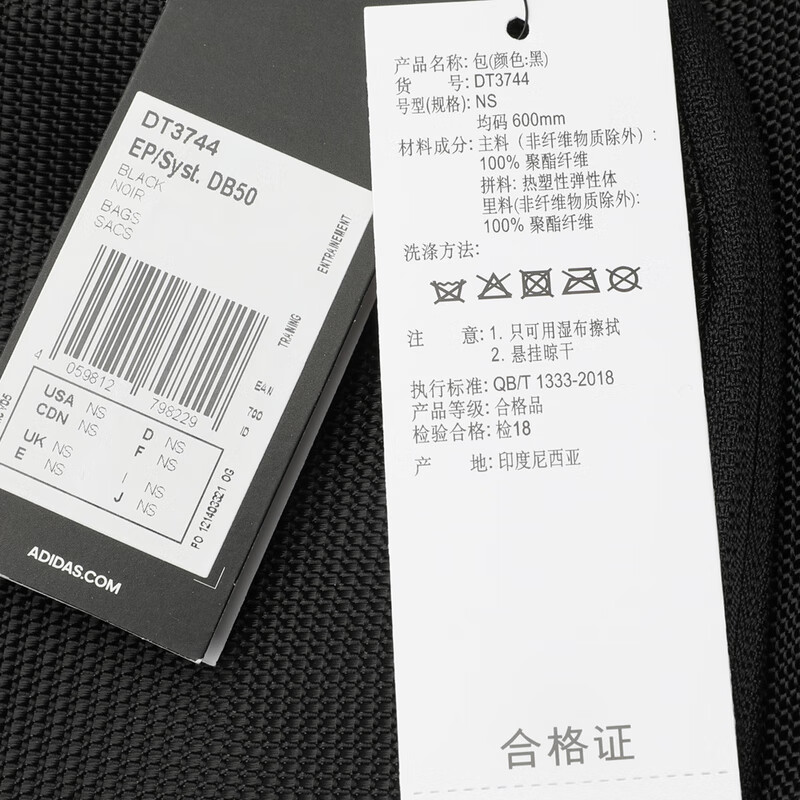 DT3744
EP/Syst. DB50
BLACK
NOIR
BAGS
SACS
ENTRAINEMENT
TRAINING
4 059812 798229
EAN
ID
USA NS
CDN NS
UK NS
E NS
D NS
F NS
I NS
J NS
ADIDAS.COM
产品名称: 包(颜色:黑)
货 号: DT3744
号型(规格): NS
均码 600mm
材料成分: 主料 (非纤维物质除外) :
100% 聚酯纤维
拼料: 热塑性弹性体
里料(非纤维物质除外):
100% 聚酯纤维
洗涤方法:
注 意: 1. 只可用湿布擦拭
2. 悬挂晾干
执行标准: QB/T 1333-2018
产品等级: 合格品
检验合格: 检18
产 地: 印度尼西亚
合格证